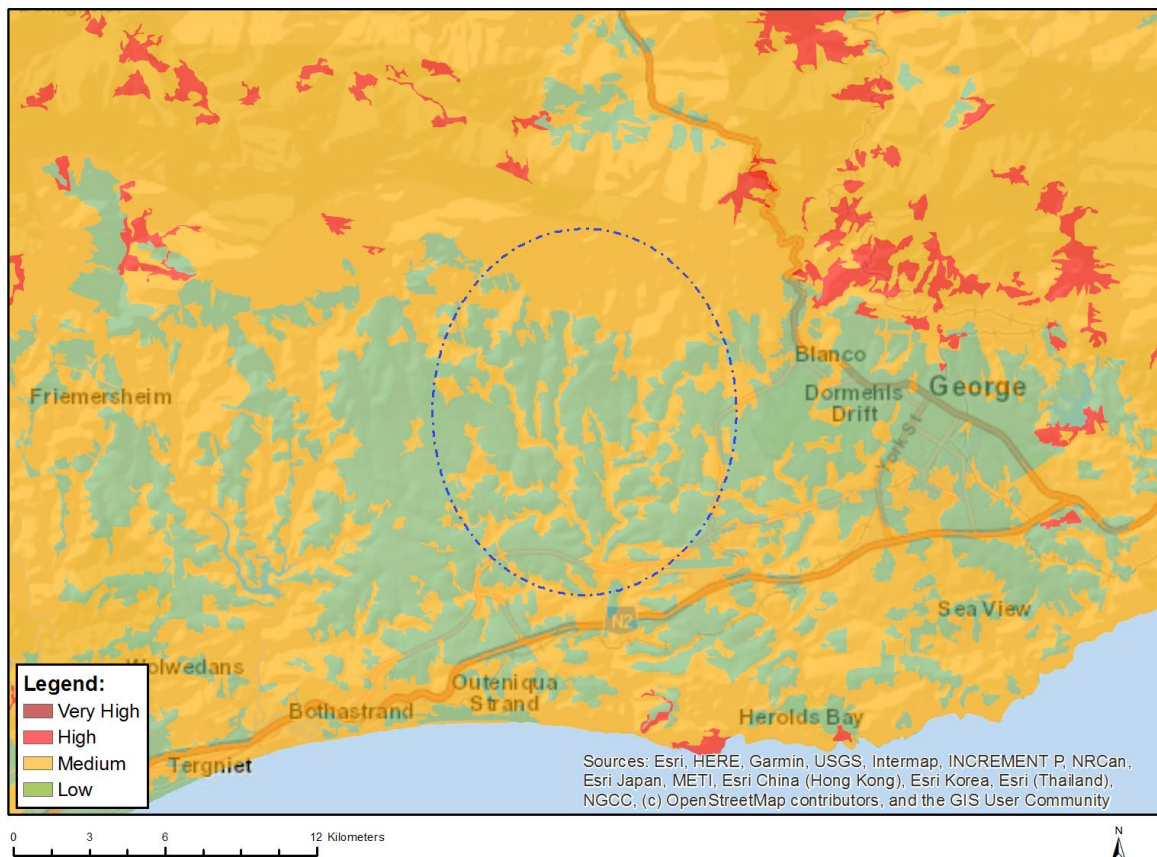 Friemersheim
Blanco
George
Dormehls
Drift
York St
Sea View
N2
Wolwedans
Outeniqua
Strand
Bothastrand
Herolds Bay
Tergniet
Legend:
Very High
High
Medium
Low
Sources: Esri, HERE, Garmin, USGS, Intermap, INCREMENT P, NRCan,
Esri Japan, METI, Esri China (Hong Kong), Esri Korea, Esri (Thailand),
NGCC, (c) OpenStreetMap contributors, and the GIS User Community
0 3 6 12 Kilometers
N